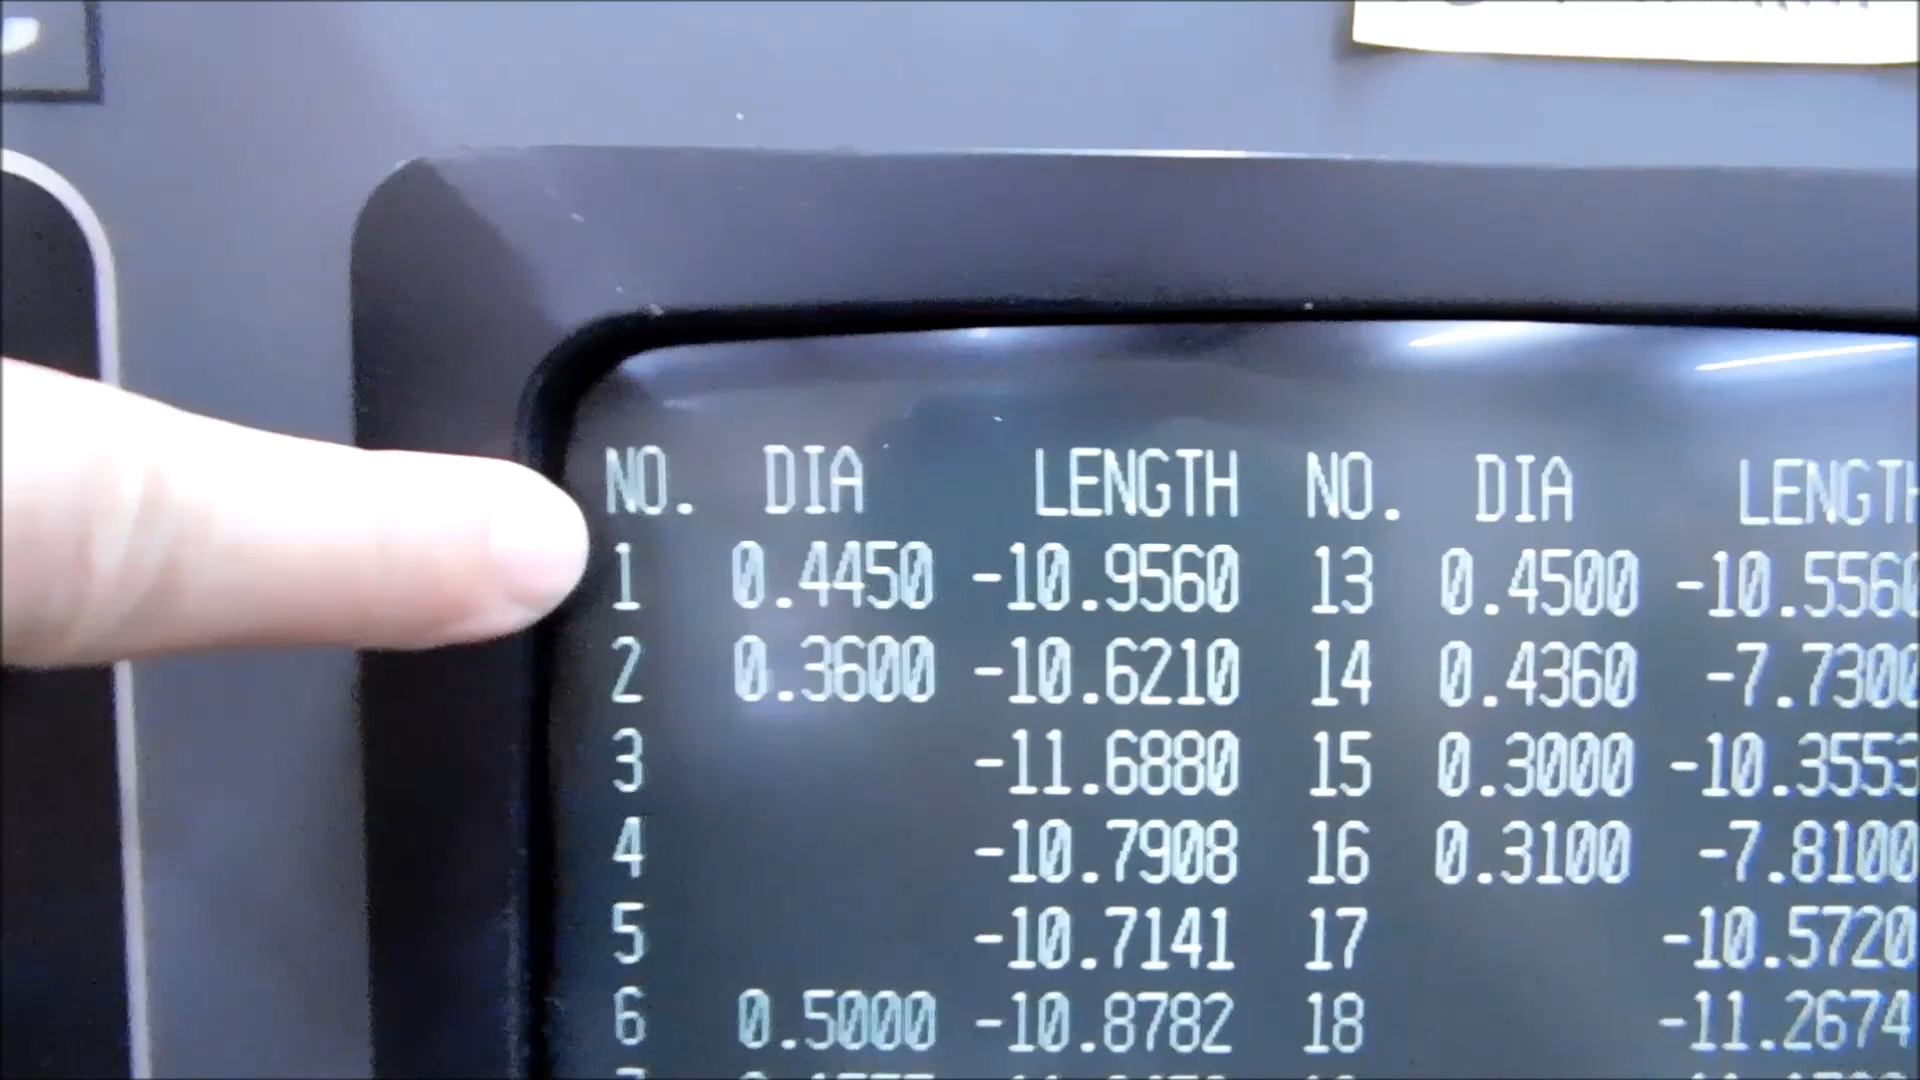 NO. DIA LENGTH NO. DIA LENGTH
1 0.4450 -10.9560 13 0.4500 -10.5560
2 0.3600 -10.6210 14 0.4360 -7.7300
3 -11.6880 15 0.3000 -10.3553
4 -10.7908 16 0.3100 -7.8100
5 -10.7141 17 -10.5720
6 0.5000 -10.8782 18 -11.2674